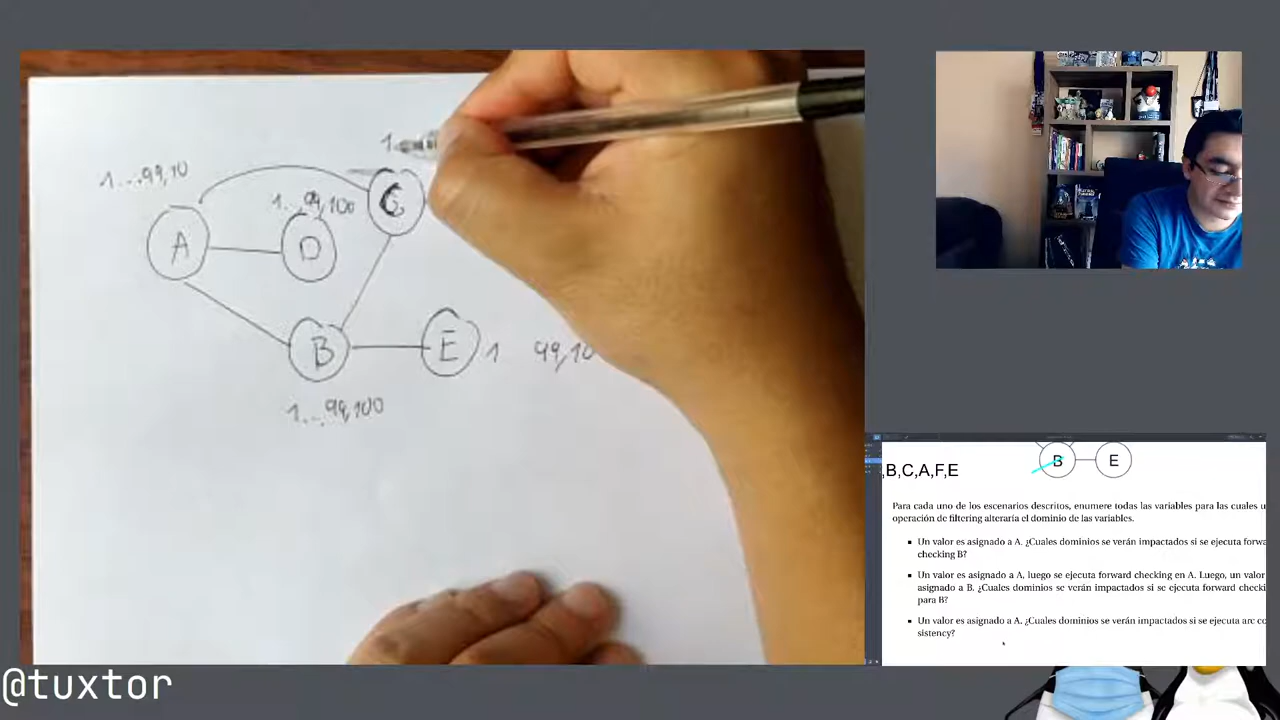 1...99,10
1...99,100
1.
A
D
C
B
E
1 99,10
1...99,100
,B,C,A,F,E
B
E
Para cada uno de los escenarios descritos, enumere todas las variables para las cuales u
operación de filtering alteraría el dominio de las variables.
Un valor es asignado a A. ¿Cuales dominios se verán impactados si se ejecuta forw
checking B?
Un valor es asignado a A, luego se ejecuta forward checking en A. Luego, un valor
asignado a B. ¿Cuales dominios se verán impactados si se ejecuta forward checki
para B?
Un valor es asignado a A. ¿Cuales dominios se verán impactados si se ejecuta arc co
sistency?
@tuxtor